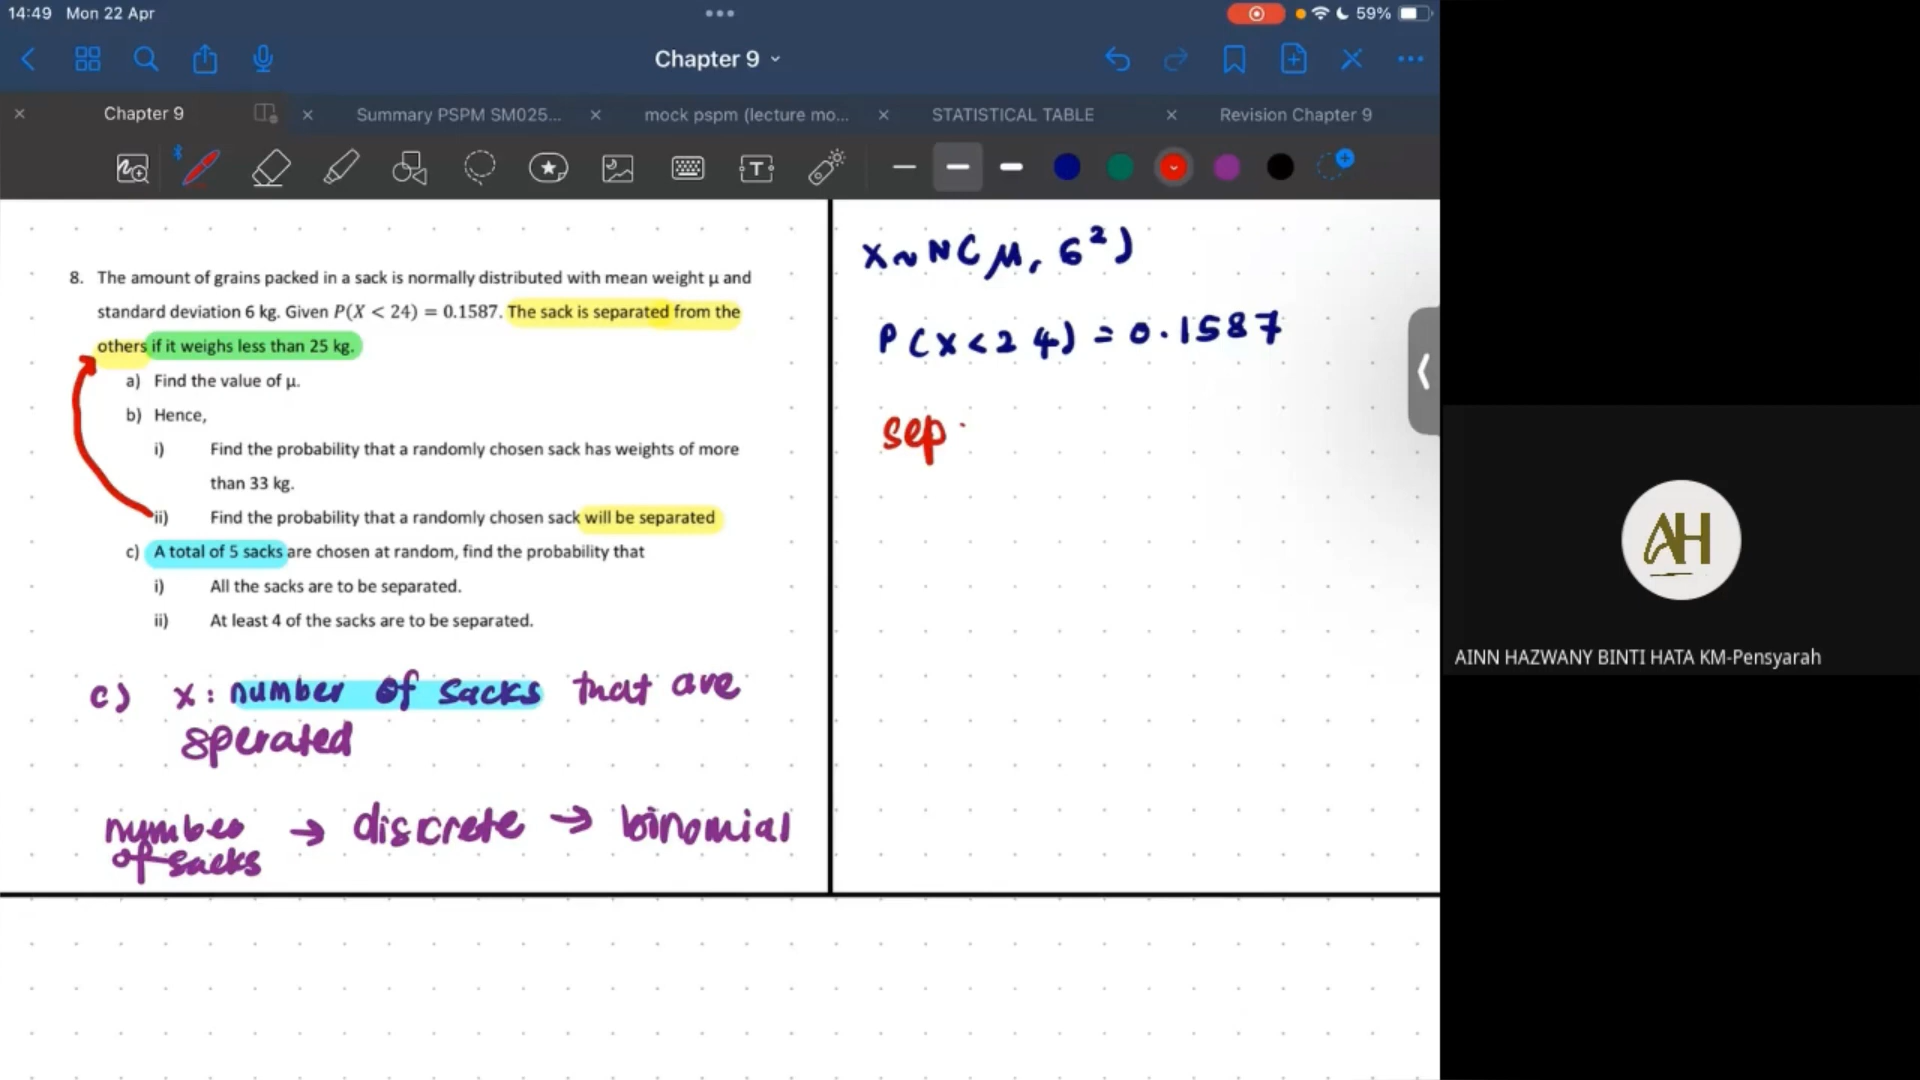 14:49 Mon 22 Apr
59%
Chapter 9
Chapter 9
Summary PSPM SM025...
mock pspm (lecture mo...
STATISTICAL TABLE
Revision Chapter 9
T
8. The amount of grains packed in a sack is normally distributed with mean weight μ and
standard deviation 6 kg. Given P(X < 24) = 0.1587. The sack is separated from the
others if it weighs less than 25 kg.
a) Find the value of μ.
b) Hence,
i) Find the probability that a randomly chosen sack has weights of more
than 33 kg.
ii) Find the probability that a randomly chosen sack will be separated
c) A total of 5 sacks are chosen at random, find the probability that
i) All the sacks are to be separated.
ii) At least 4 of the sacks are to be separated.
c) x : number of sacks that are
sperated
number → discrete → binomial
of sacks
X ~ N ( μ, 6²)
P ( X < 2 4 ) = 0.1587
sep
AH
AINN HAZWANY BINTI HATA KM-Pensyarah